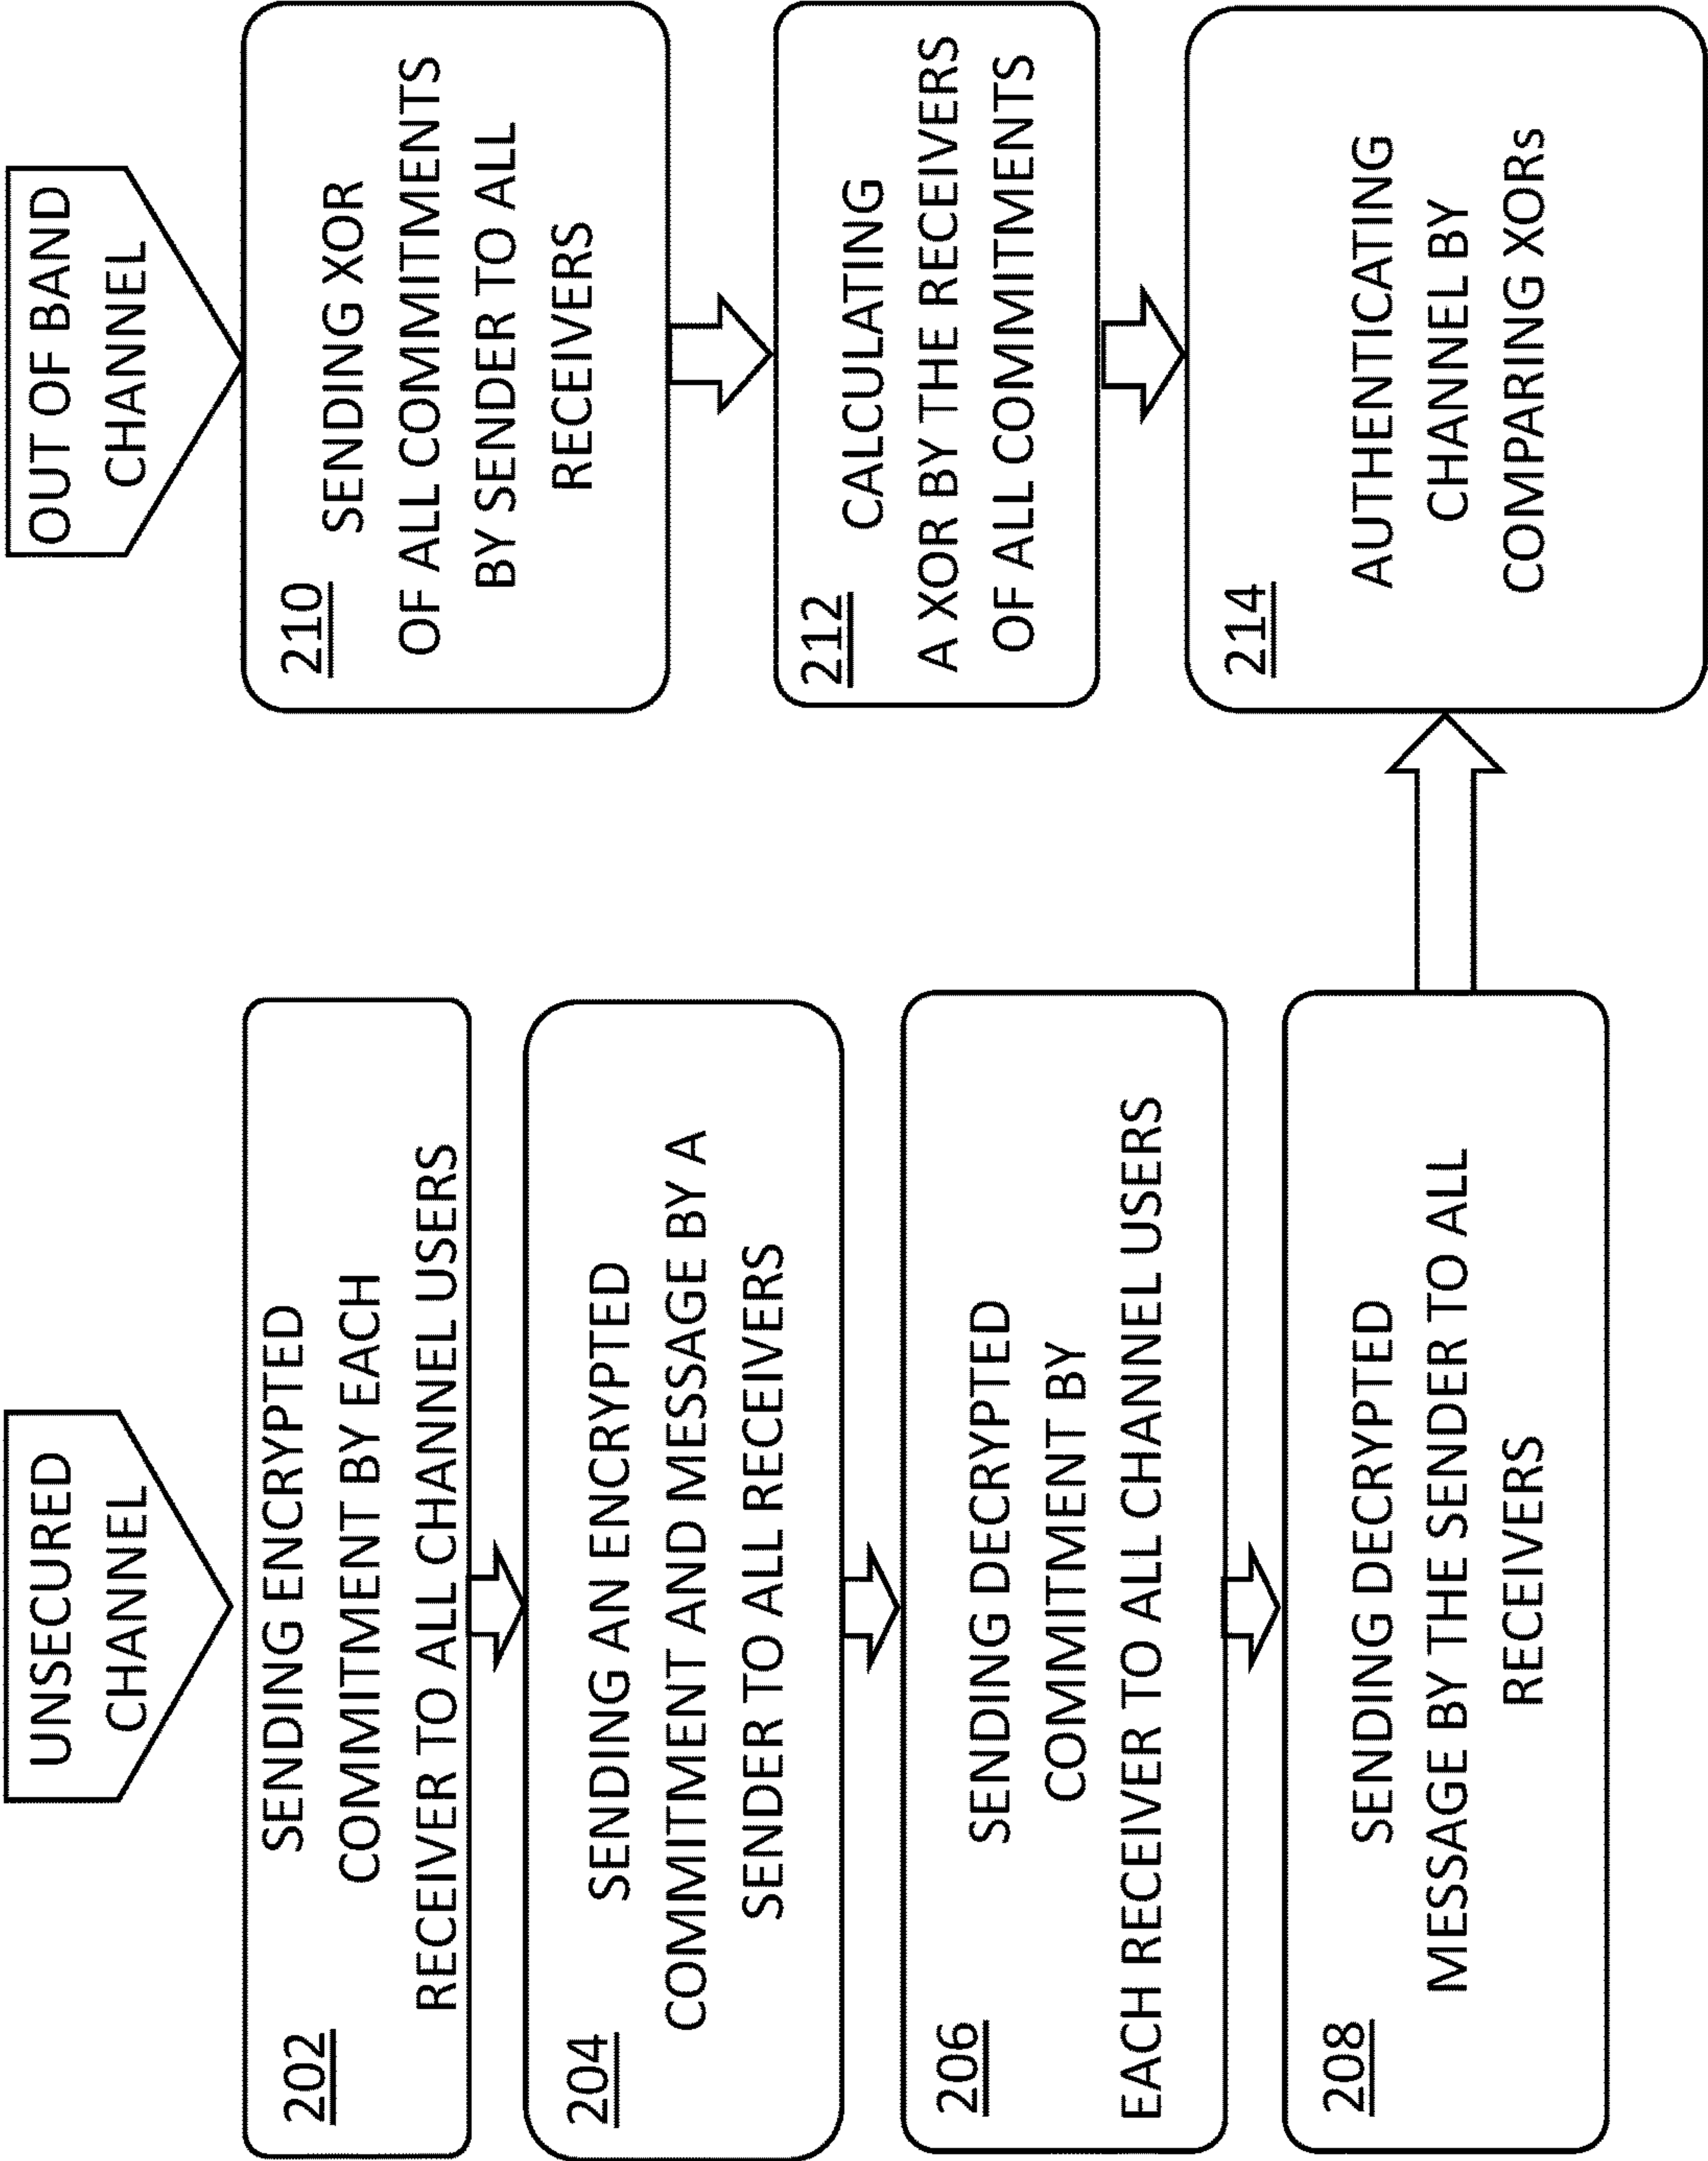 UNSECURED
CHANNEL
202
SENDING ENCRYPTED
COMMITMENT BY EACH
RECEIVER TO ALL CHANNEL USERS
204
SENDING AN ENCRYPTED
COMMITMENT AND MESSAGE BY A
SENDER TO ALL RECEIVERS
206
SENDING DECRYPTED
COMMITMENT BY
EACH RECEIVER TO ALL CHANNEL USERS
208
SENDING DECRYPTED
MESSAGE BY THE SENDER TO ALL
RECEIVERS
OUT OF BAND
CHANNEL
210
SENDING XOR
OF ALL COMMITMENTS
BY SENDER TO ALL
RECEIVERS
212
CALCULATING
A XOR BY THE RECEIVERS
OF ALL COMMITMENTS
214
AUTHENTICATING
CHANNEL BY
COMPARING XORs